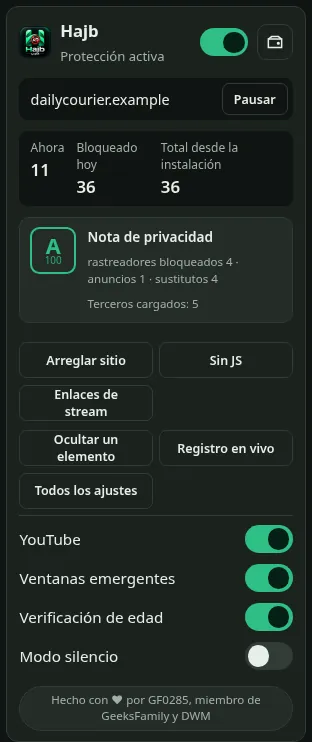 Hajb
Protección activa
Hajb
dailycourier.example
Pausar
Ahora
11
Bloqueado
hoy
36
Total desde la
instalación
36
A
100
Nota de privacidad
rastreadores bloqueados 4 ·
anuncios 1 · sustitutos 4
Terceros cargados: 5
Arreglar sitio
Sin JS
Enlaces de
stream
Ocultar un
elemento
Registro en vivo
Todos los ajustes
YouTube
Ventanas emergentes
Verificación de edad
Modo silencio
Hecho con ♥ por GF0285, miembro de
GeeksFamily y DWM